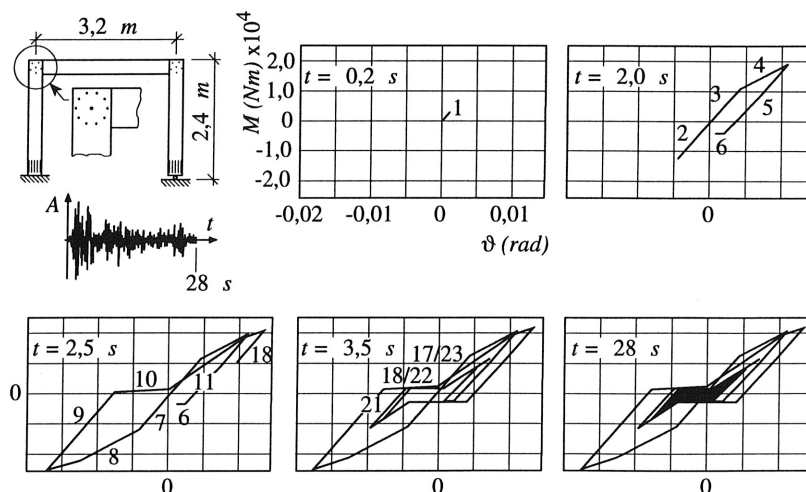 3,2 m
2,4 m
A
t
28 s
M (Nm) x10⁴
2,0
1,0
0
-1,0
-2,0
t = 0,2 s
1
-0,02 -0,01 0 0,01
ϑ (rad)
t = 2,0 s
4
3
5
2
6
0
t = 2,5 s
18
10
11
0
9
7
6
8
0
t = 3,5 s
17/23
18/22
21
0
t = 28 s
0